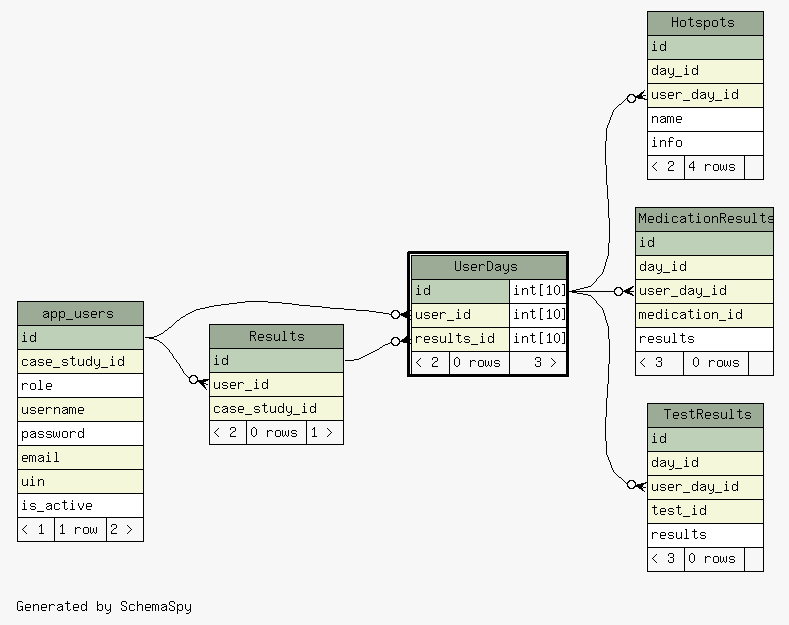 Hotspots
id
day_id
user_day_id
name
info
< 2 4 rows
MedicationResults
id
day_id
user_day_id
medication_id
results
< 3 0 rows
UserDays
id int[10]
user_id int[10]
results_id int[10]
< 2 0 rows 3 >
app_users
id
case_study_id
role
username
password
email
uin
is_active
< 1 1 row 2 >
Results
id
user_id
case_study_id
< 2 0 rows 1 >
TestResults
id
day_id
user_day_id
test_id
results
< 3 0 rows
Generated by SchemaSpy